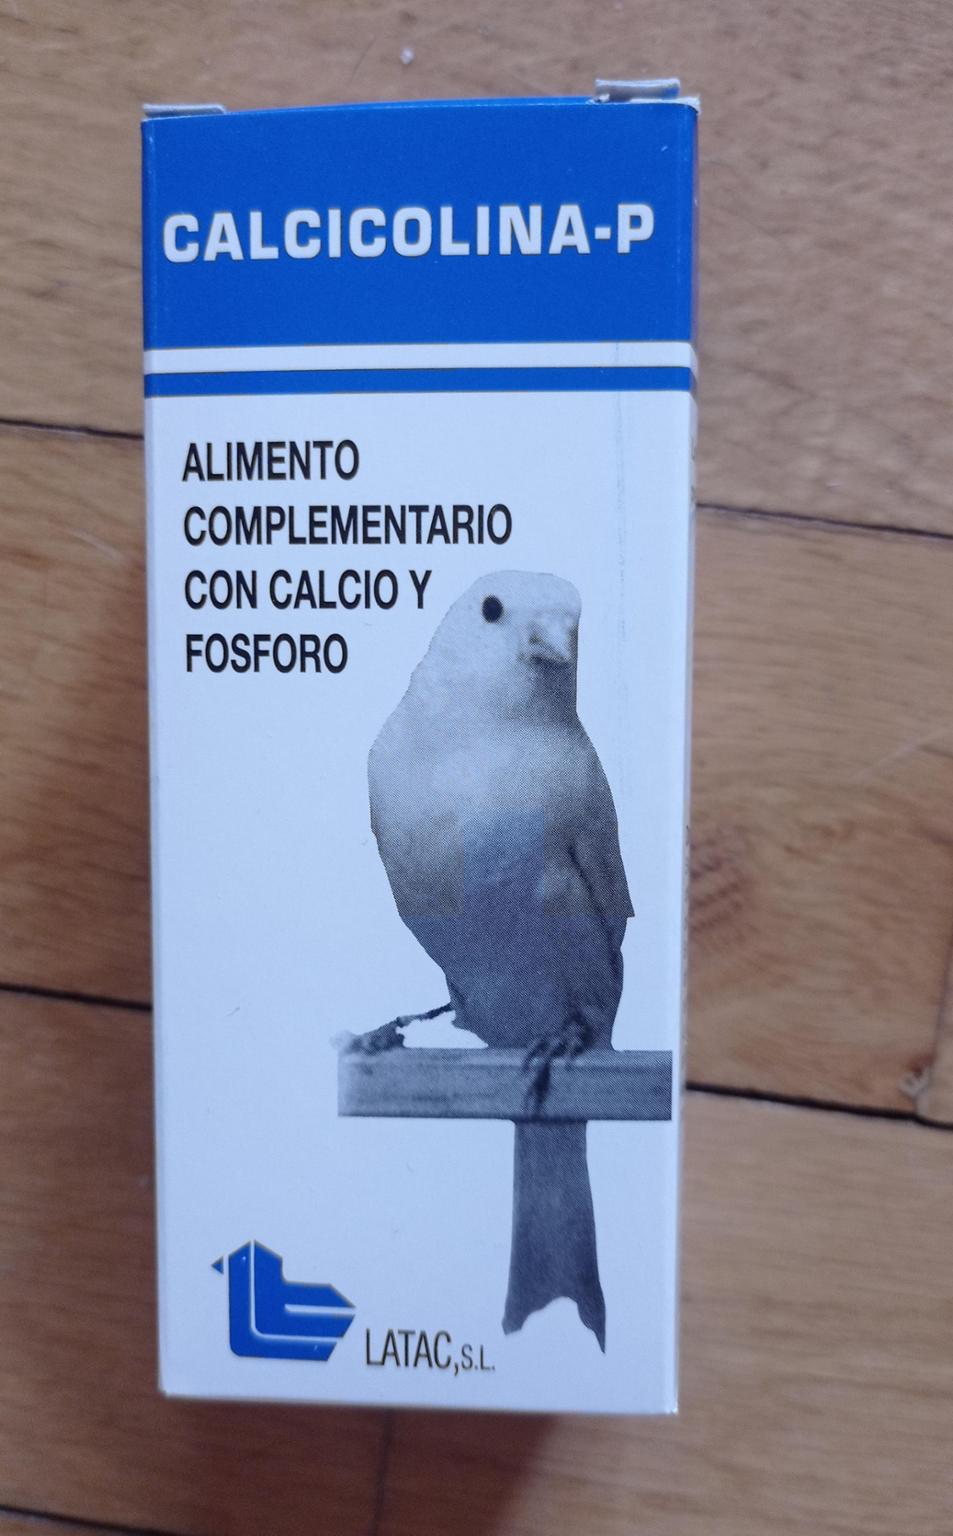 CALCICOLINA-P
ALIMENTO
COMPLEMENTARIO
CON CALCIO Y
FOSFORO
LATAC,S.L.